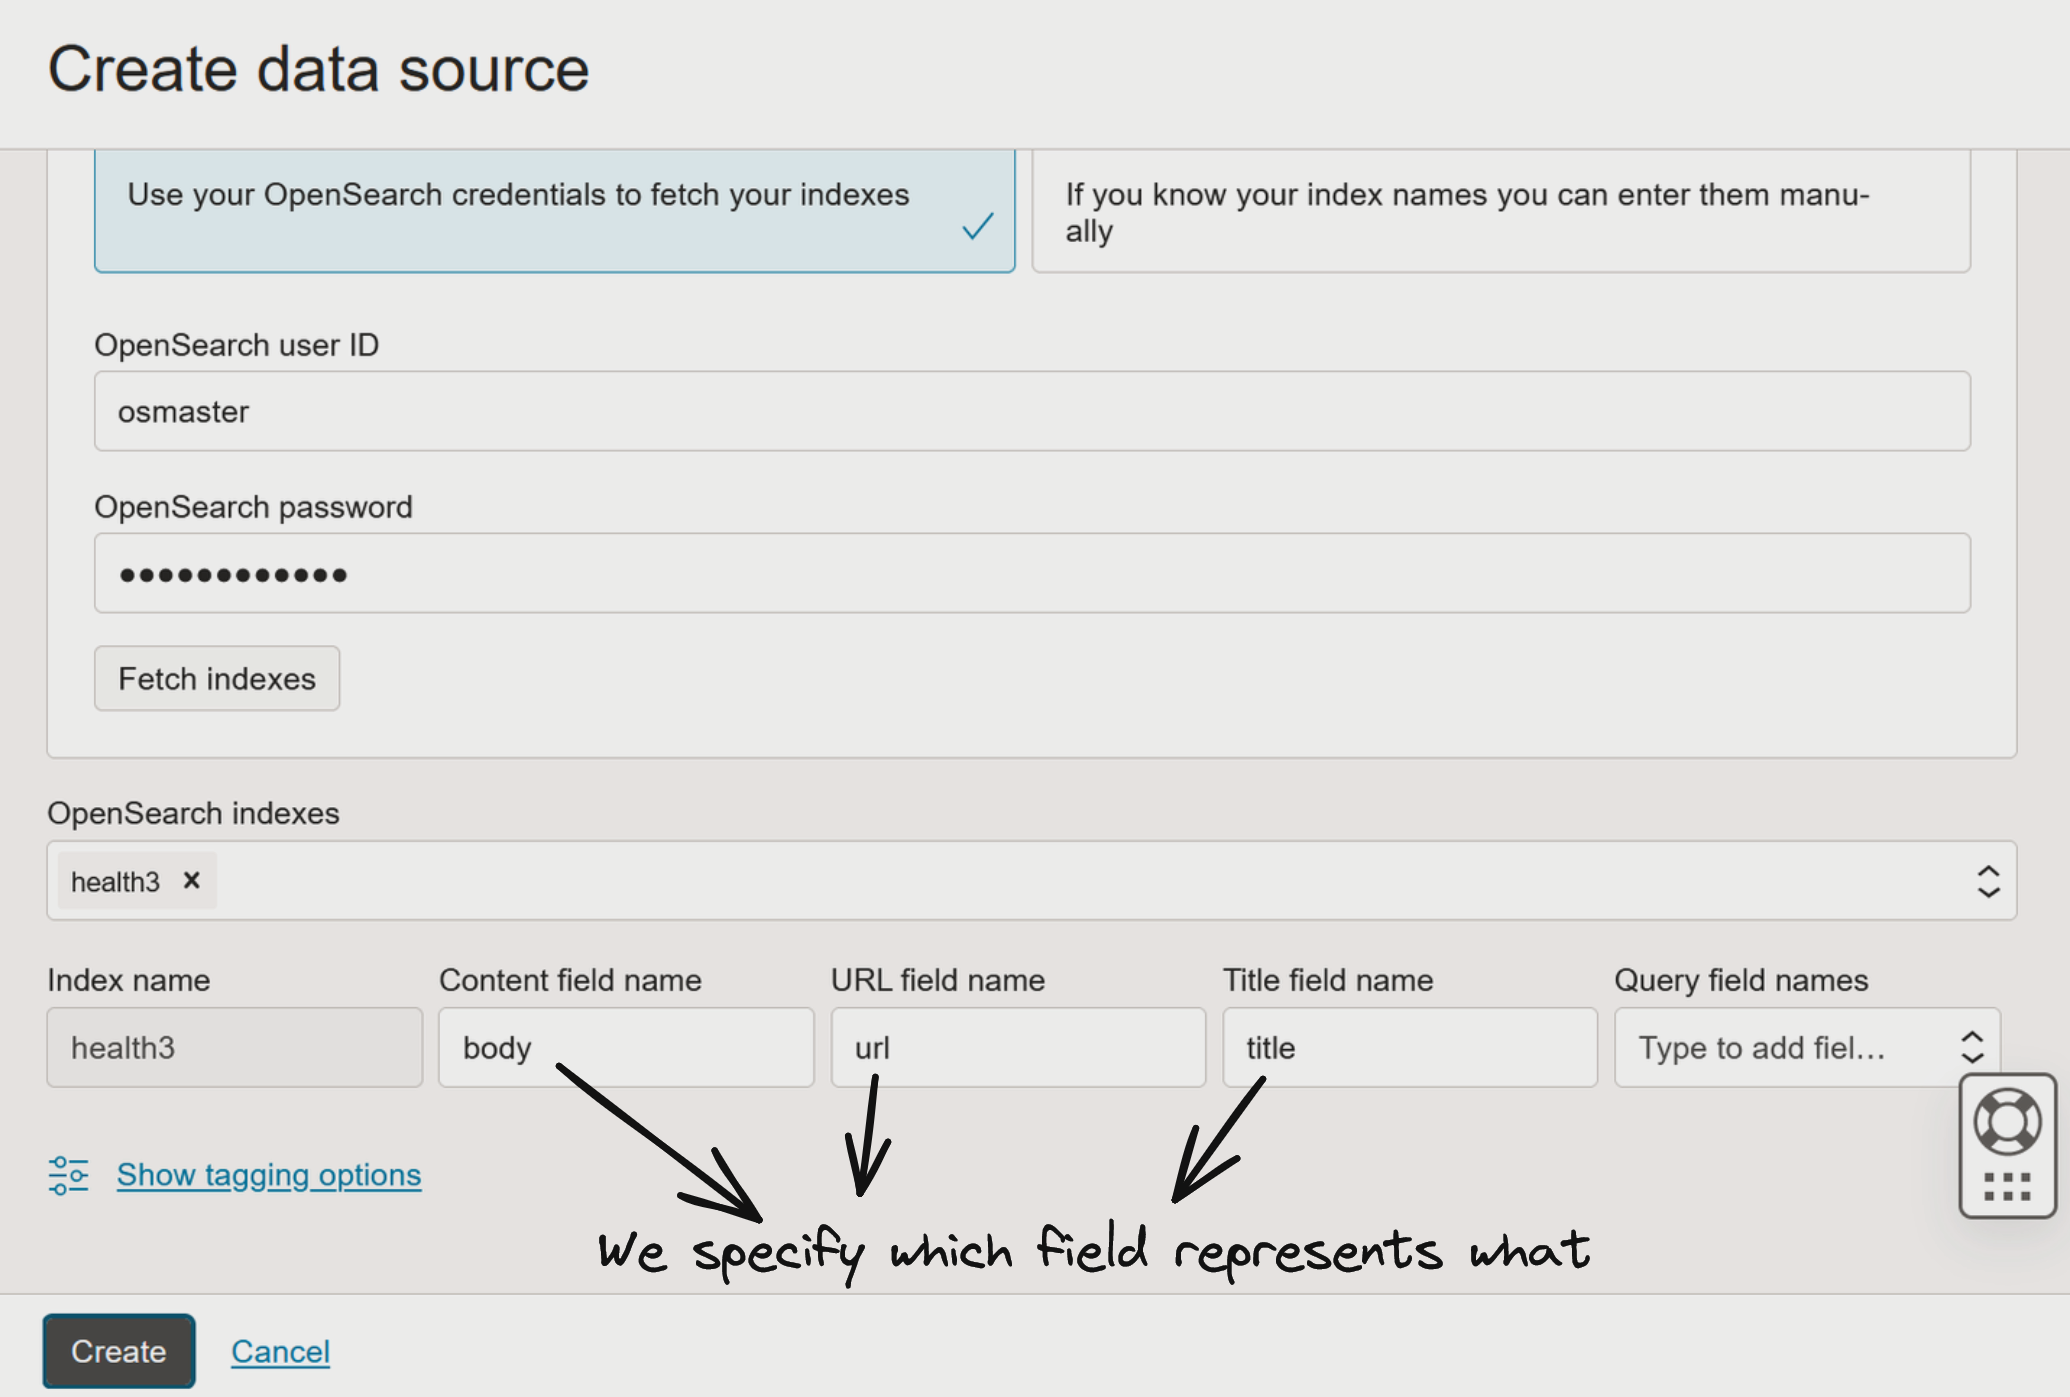 Create data source
Use your OpenSearch credentials to fetch your indexes
If you know your index names you can enter them manu-
ally
OpenSearch user ID
osmaster
OpenSearch password
••••••••••••
Fetch indexes
OpenSearch indexes
health3 ×
Index name Content field name URL field name Title field name Query field names
health3 body url title Type to add fiel...
Show tagging options
We specify which field represents what
Create Cancel